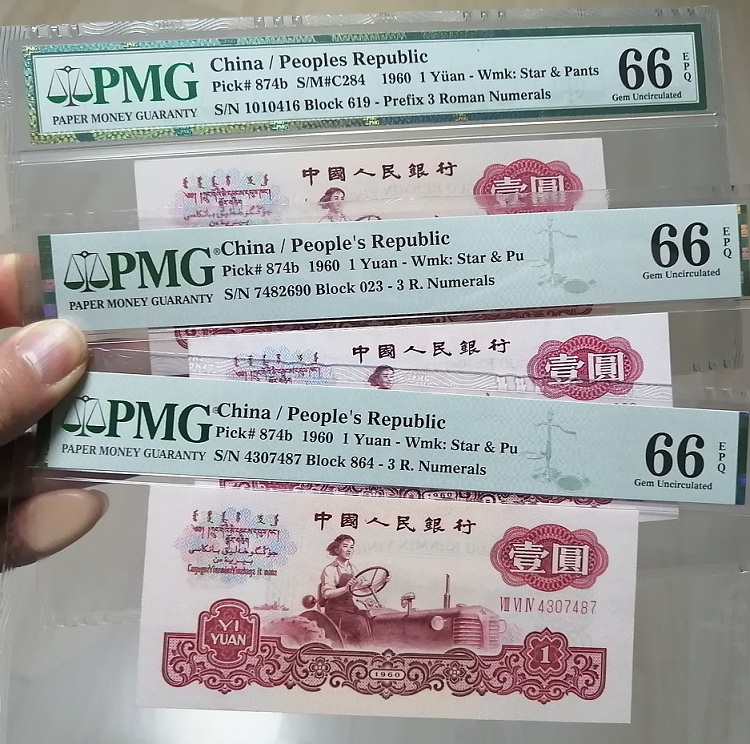 PMG
PAPER MONEY GUARANTY
China / Peoples Republic
Pick# 874b S/M#C284 1960 1 Yüan - Wmk: Star & Pants
S/N 1010416 Block 619 - Prefix 3 Roman Numerals
66 EPQ
Gem Uncirculated
中國人民銀行
壹圓
PMG
PAPER MONEY GUARANTY
China / People's Republic
Pick# 874b 1960 1 Yuan - Wmk: Star & Pu
S/N 7482690 Block 023 - 3 R. Numerals
66 EPQ
Gem Uncirculated
中國人民銀行
壹圓
PMG
PAPER MONEY GUARANTY
China / People's Republic
Pick# 874b 1960 1 Yuan - Wmk: Star & Pu
S/N 4307487 Block 864 - 3 R. Numerals
66 EPQ
Gem Uncirculated
中國人民銀行
壹圓
VIII VI IV 4307487
YI
YUAN
1960
1